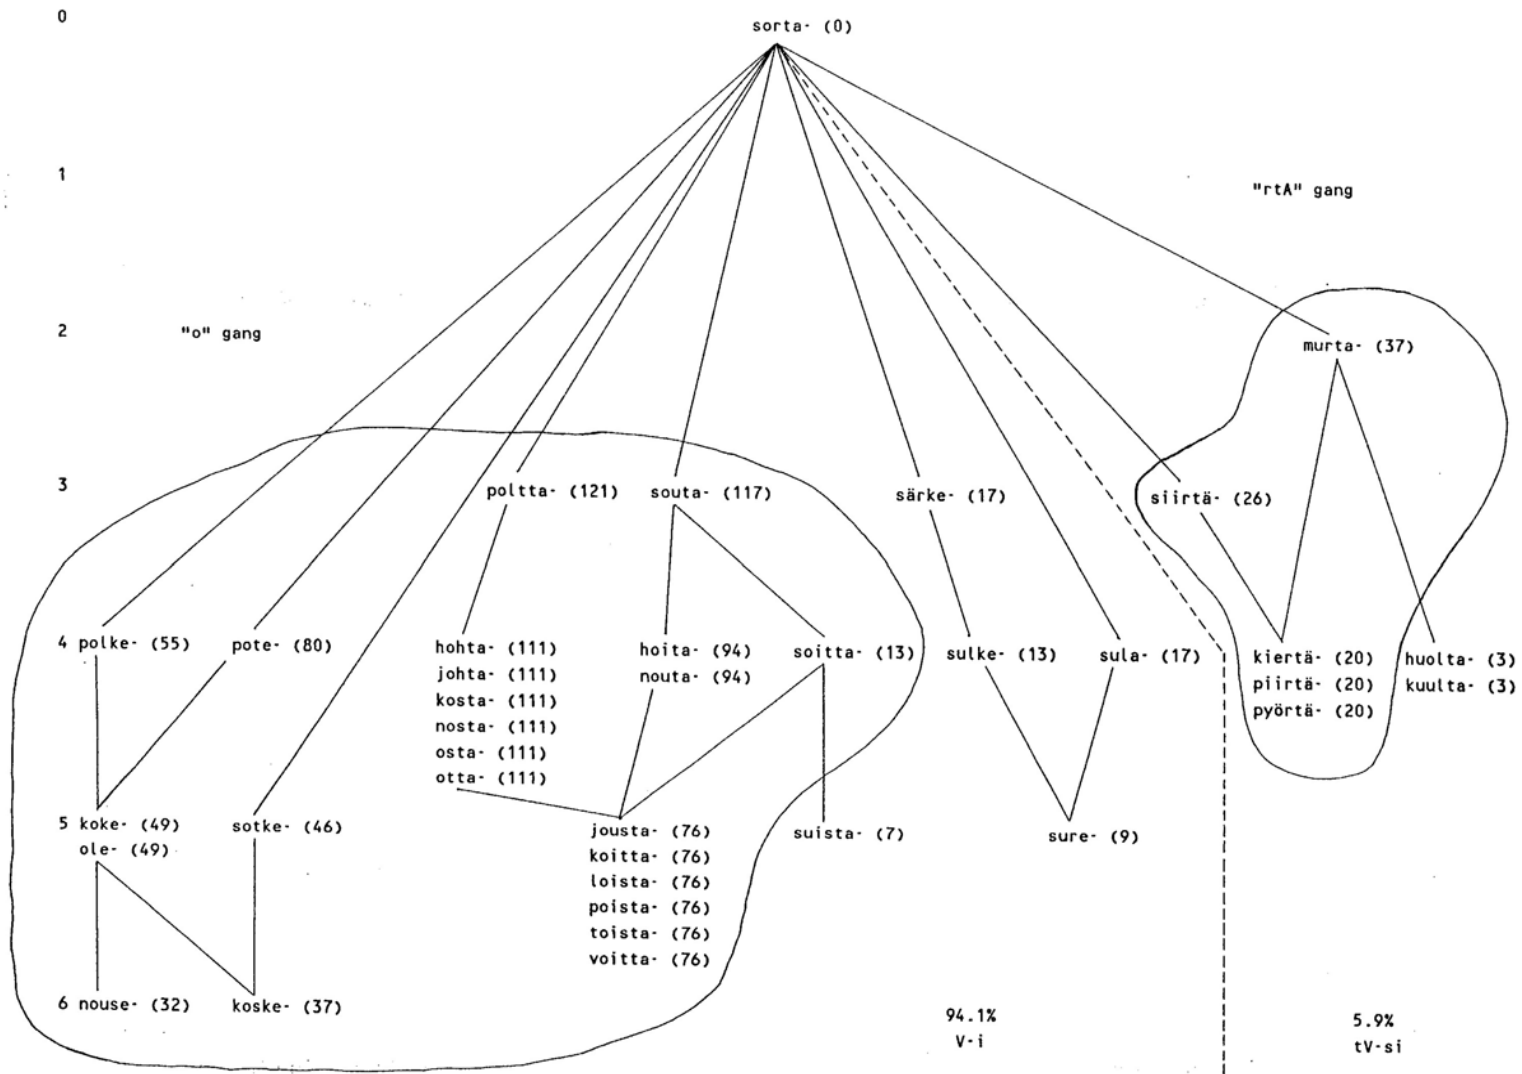 0
sorta- (0)
1
"rtA" gang
2
"o" gang
murta- (37)
3
poltta- (121) souta- (117) särke- (17) siirtä- (26)
4 polke- (55) pote- (80) hohta- (111) hoita- (94) soitta- (13) sulke- (13) sula- (17) kiertä- (20) huolta- (3)
johta- (111) nouta- (94) piirtä- (20) kuulta- (3)
kosta- (111) pyörtä- (20)
nosta- (111)
osta- (111)
otta- (111)
5 koke- (49) sotke- (46) jousta- (76) suista- (7) sure- (9)
ole- (49) koitta- (76)
loista- (76)
poista- (76)
toista- (76)
voitta- (76)
6 nouse- (32) koske- (37)
94.1% 5.9%
V-i tV-si